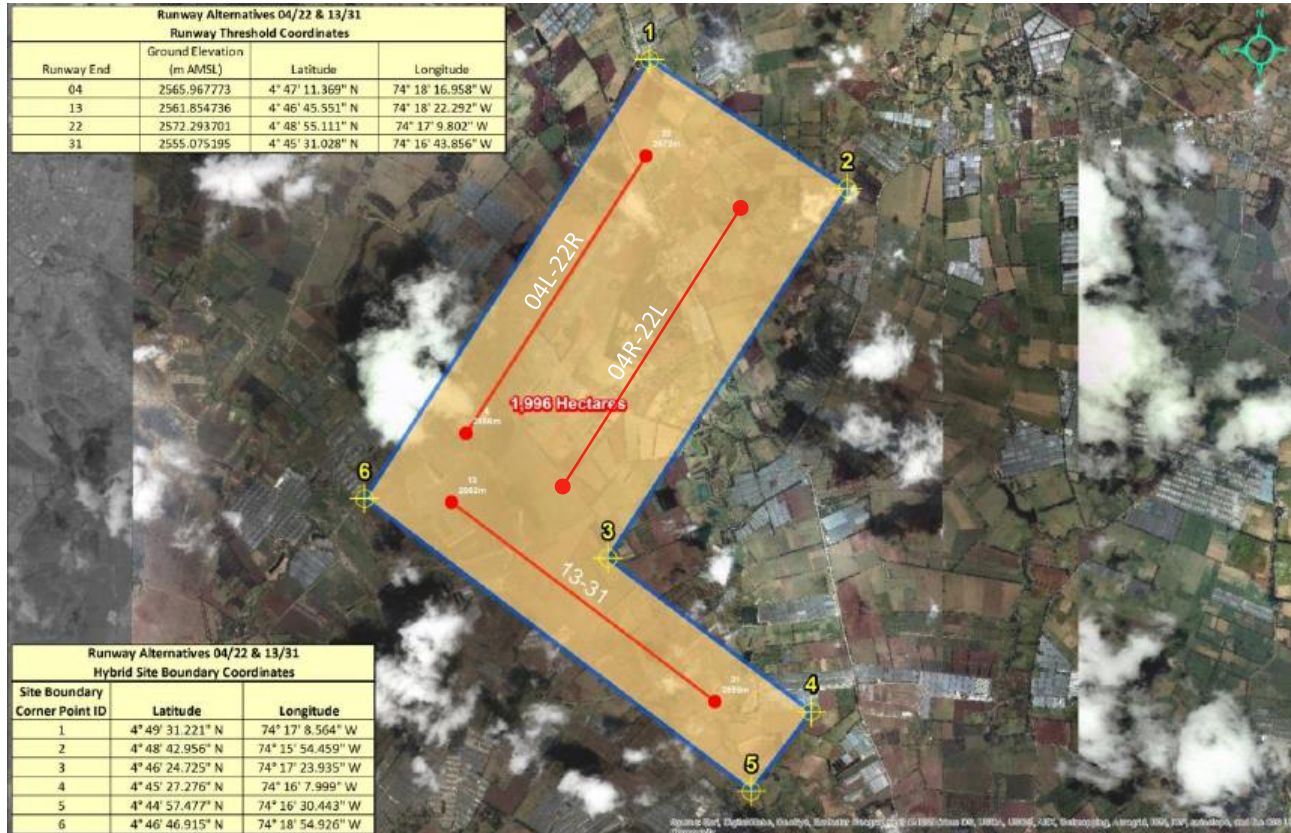 Runway Alternatives 04/22 & 13/31
Runway Threshold Coordinates
Runway End Ground Elevation (m AMSL) Latitude Longitude
04 2565.967773 4° 47' 11.369" N 74° 18' 16.958" W
13 2561.854736 4° 46' 45.551" N 74° 18' 22.292" W
22 2572.293701 4° 48' 55.111" N 74° 17' 9.802" W
31 2555.075195 4° 45' 31.028" N 74° 16' 43.856" W
N
W
1
2
22
2572m
04L-22R
04R-22L
1,996 Hectares
6
13
2562m
3
13-31
31
4
5
Runway Alternatives 04/22 & 13/31
Hybrid Site Boundary Coordinates
Site Boundary Corner Point ID Latitude Longitude
1 4° 49' 31.221" N 74° 17' 8.564" W
2 4° 48' 42.956" N 74° 15' 54.459" W
3 4° 46' 24.725" N 74° 17' 23.935" W
4 4° 45' 27.276" N 74° 16' 7.999" W
5 4° 44' 57.477" N 74° 16' 30.443" W
6 4° 46' 46.915" N 74° 18' 54.926" W